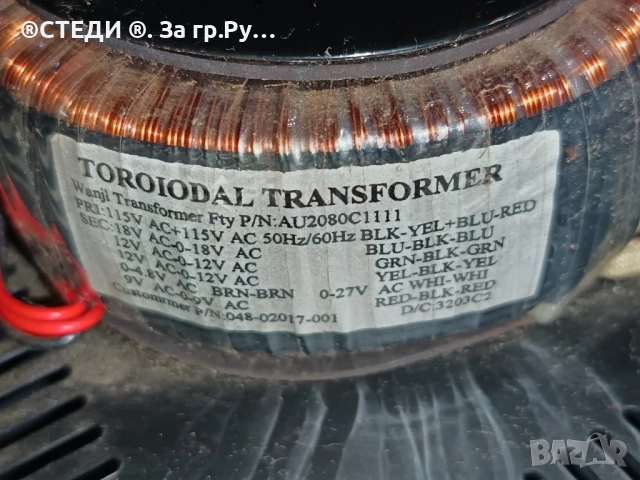 ®СТЕДИ ®. За гр.Ру...
TOROIODAL TRANSFORMER
Wanji Transformer Fty P/N:AU2080C1111
PRI:115V AC+115V AC 50Hz/60Hz BLK-YEL+BLU-RED
SEC:18V AC-0-18V AC BLU-BLK-BLU
12V AC-0-12V AC GRN-BLK-GRN
12V AC-0-12V AC YEL-BLK-YEL
0-4.8V AC BRN-BRN 0-27V AC WHI-WHI
9V AC-0-9V AC RED-BLK-RED
Custommer P/N:048-02017-001 D/C:3203C2
BAZAR